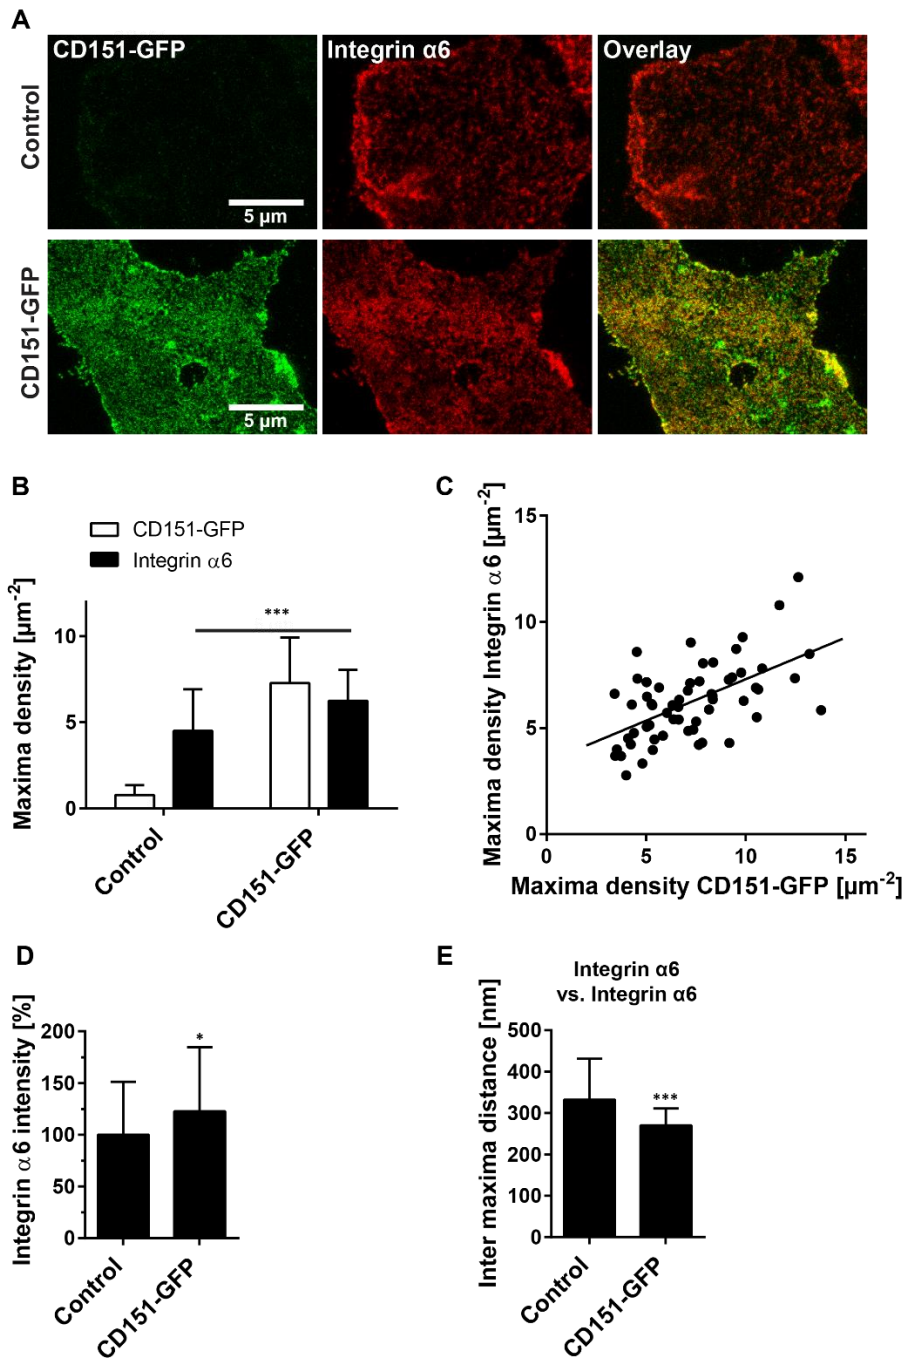 A
CD151-GFP
Integrin α6
Overlay
Control
5 µm
CD151-GFP
5 µm
B
CD151-GFP
Integrin α6
Maxima density [µm⁻²]
10
5
0
***
Control
CD151-GFP
C
Maxima density Integrin α6 [µm⁻²]
15
10
5
0
0 5 10 15
Maxima density CD151-GFP [µm⁻²]
D
Integrin α6 intensity [%]
200
150
100
50
0
*
Control
CD151-GFP
E
Integrin α6
vs. Integrin α6
Inter maxima distance [nm]
500
400
300
200
100
0
***
Control
CD151-GFP